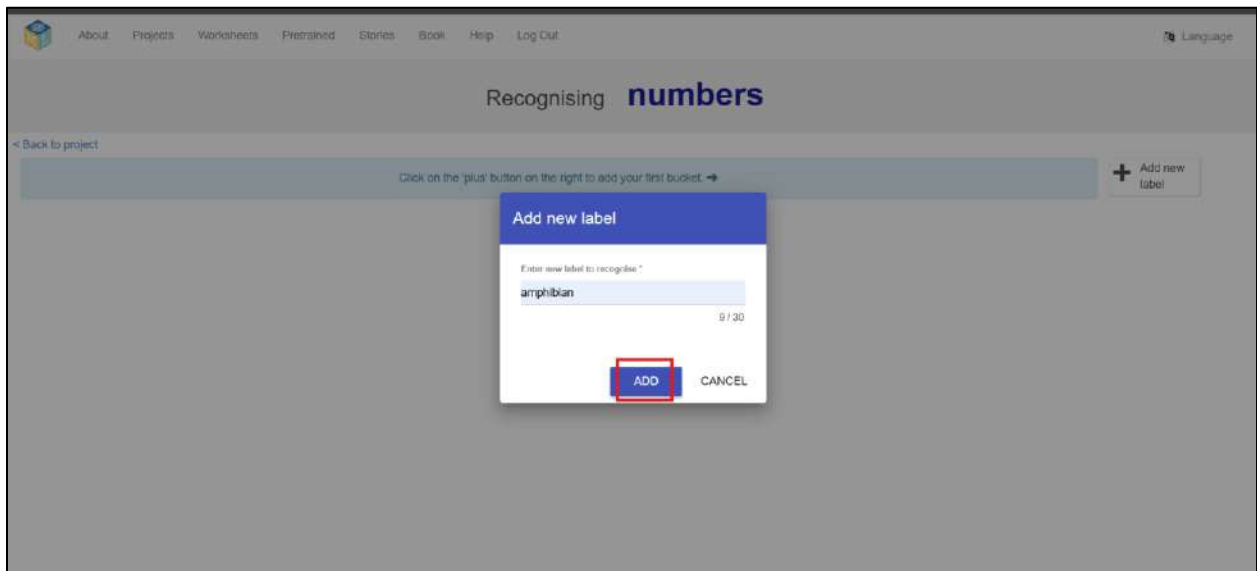 About Projects Worksheets Pretrained Stories Book Help Log Out Language
Recognising numbers
< Back to project
Click on the 'plus' button on the right to add your first bucket. ➔
Add new
label
Add new label
Enter new label to recognise *
amphibian
9 / 30
ADD CANCEL